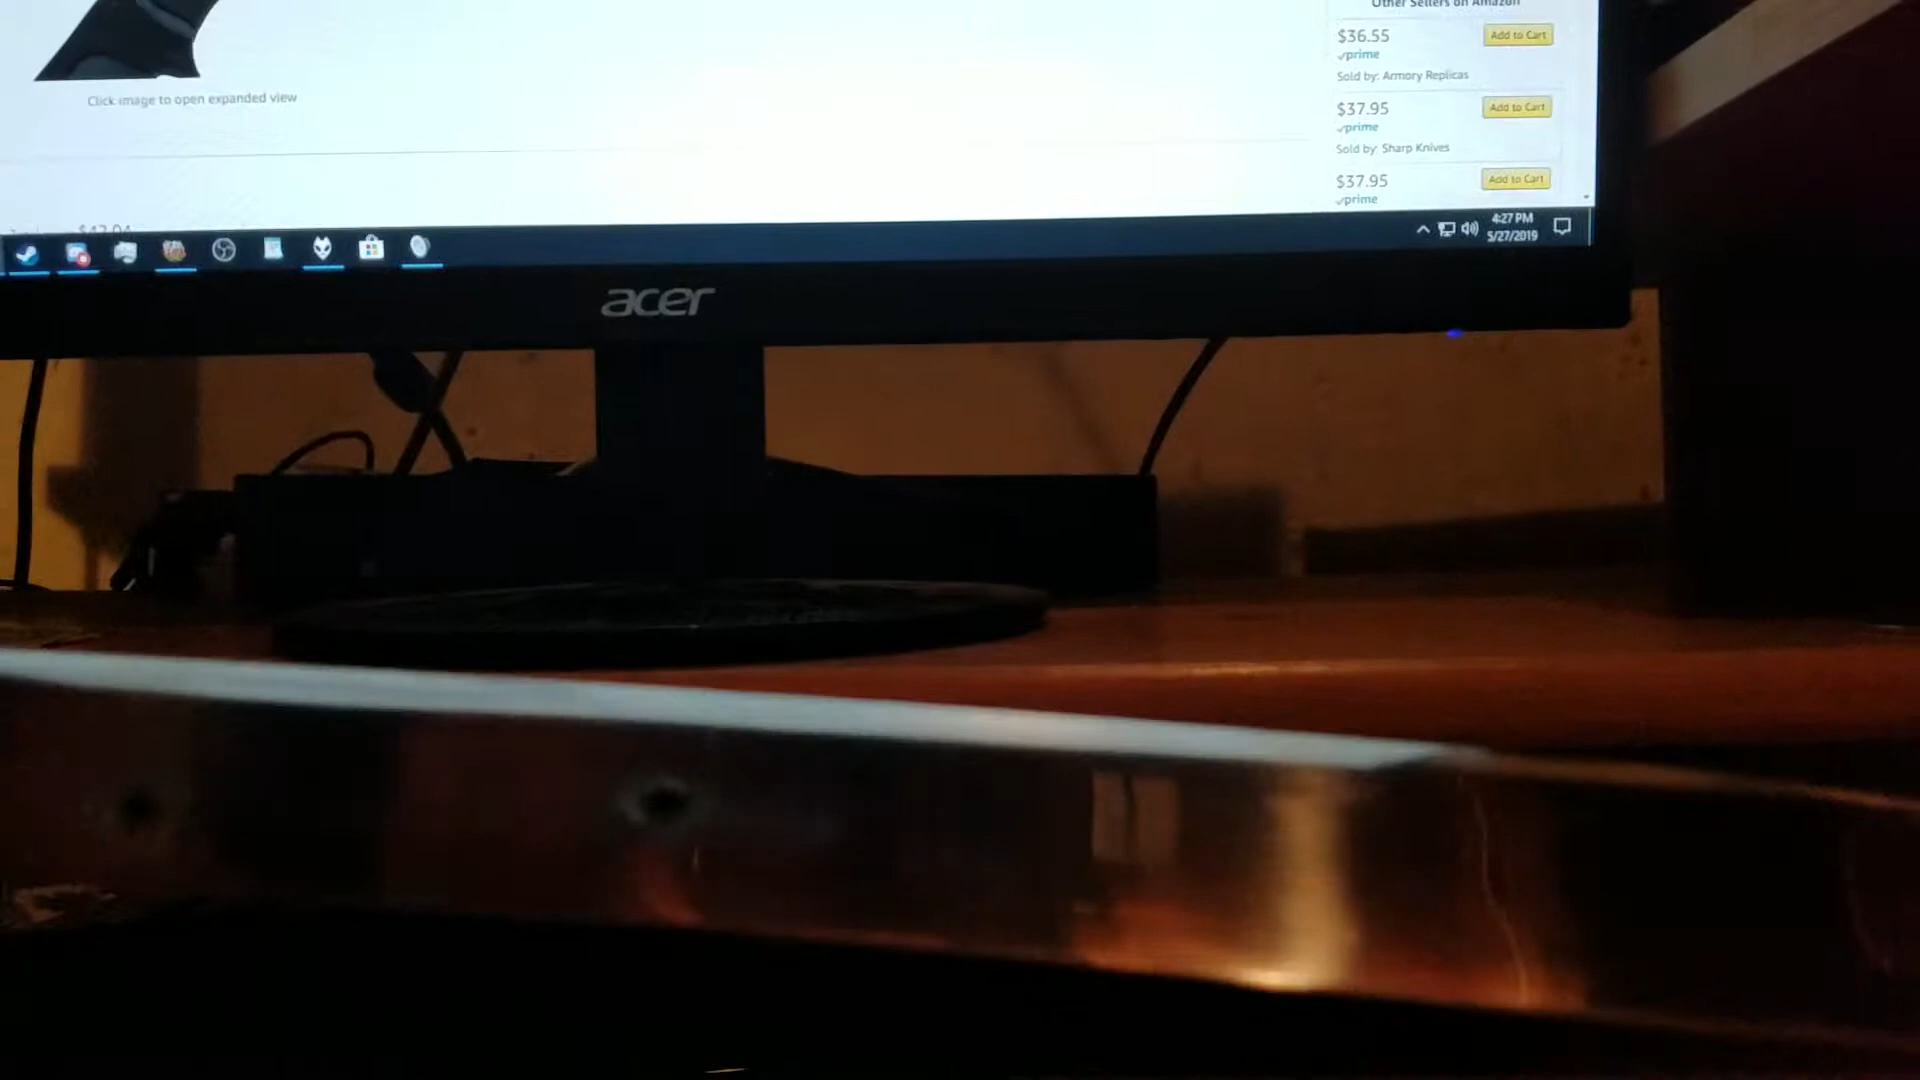 Other Sellers on Amazon
$36.55
Add to Cart
✓prime
Sold by: Armory Replicas
$37.95
Add to Cart
✓prime
Sold by: Sharp Knives
$37.95
Add to Cart
✓prime
Click image to open expanded view
4:27 PM
5/27/2019
acer